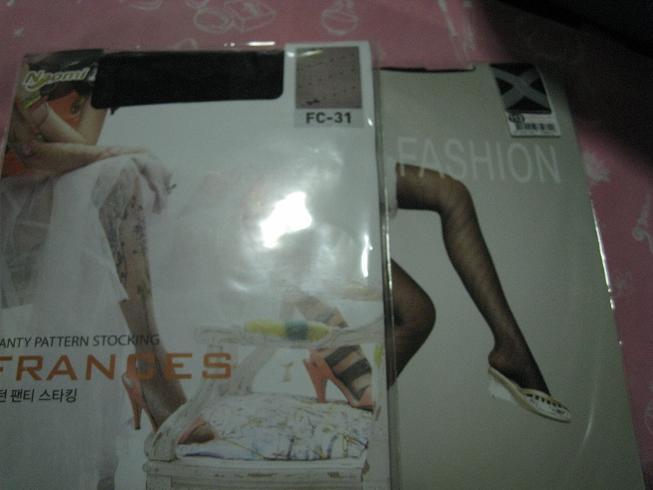 Naomi
FC-31
FASHION
ANTY PATTERN STOCKING
FRANCES
턴 팬티 스타킹